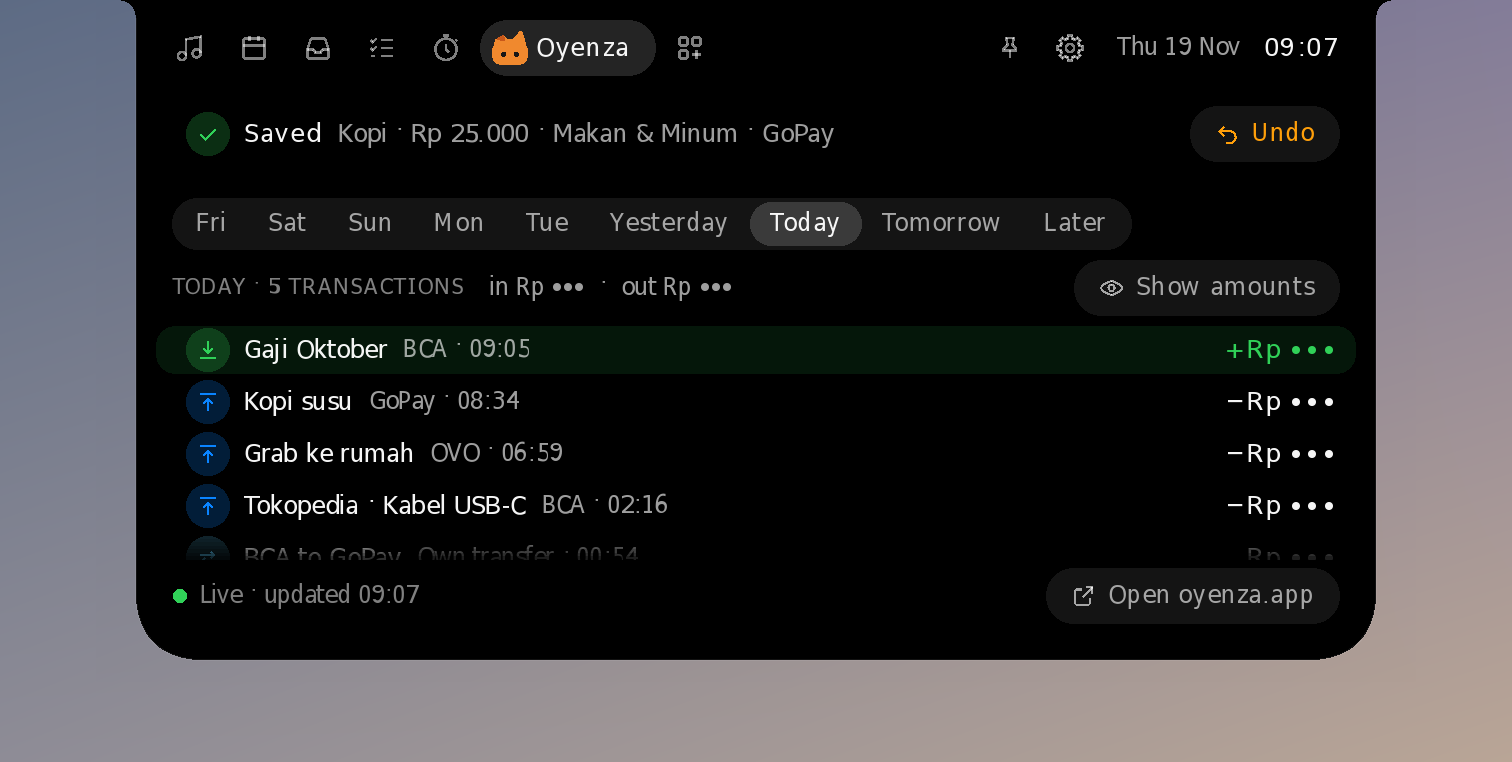 Oyenza Thu 19 Nov 09:07
Saved Kopi · Rp 25.000 · Makan & Minum · GoPay Undo
Fri Sat Sun Mon Tue Yesterday Today Tomorrow Later
TODAY · 5 TRANSACTIONS in Rp ••• · out Rp ••• Show amounts
Gaji Oktober BCA · 09:05 +Rp •••
Kopi susu GoPay · 08:34 −Rp •••
Grab ke rumah OVO · 06:59 −Rp •••
Tokopedia · Kabel USB-C BCA · 02:16 −Rp •••
BCA to GoPay Own transfer · 00:54 Rp •••
Live · updated 09:07 Open oyenza.app